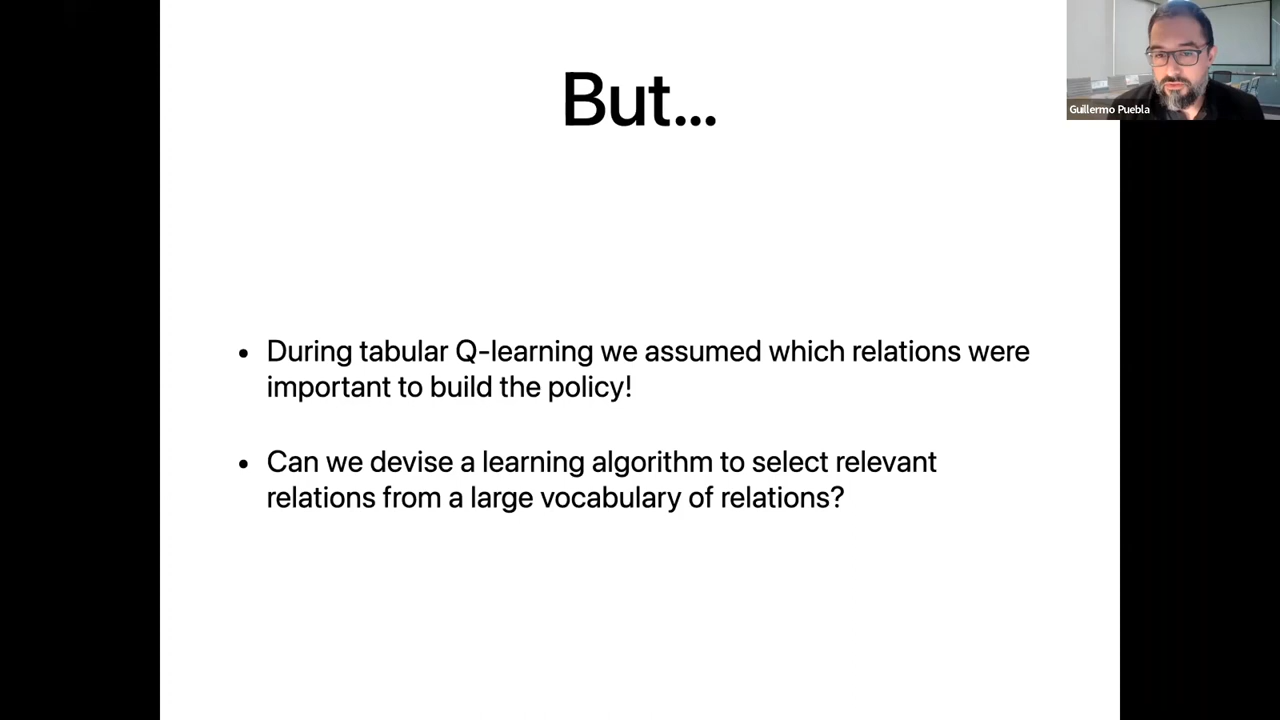 But...
Guillermo Puebla
• During tabular Q-learning we assumed which relations were
important to build the policy!
• Can we devise a learning algorithm to select relevant
relations from a large vocabulary of relations?